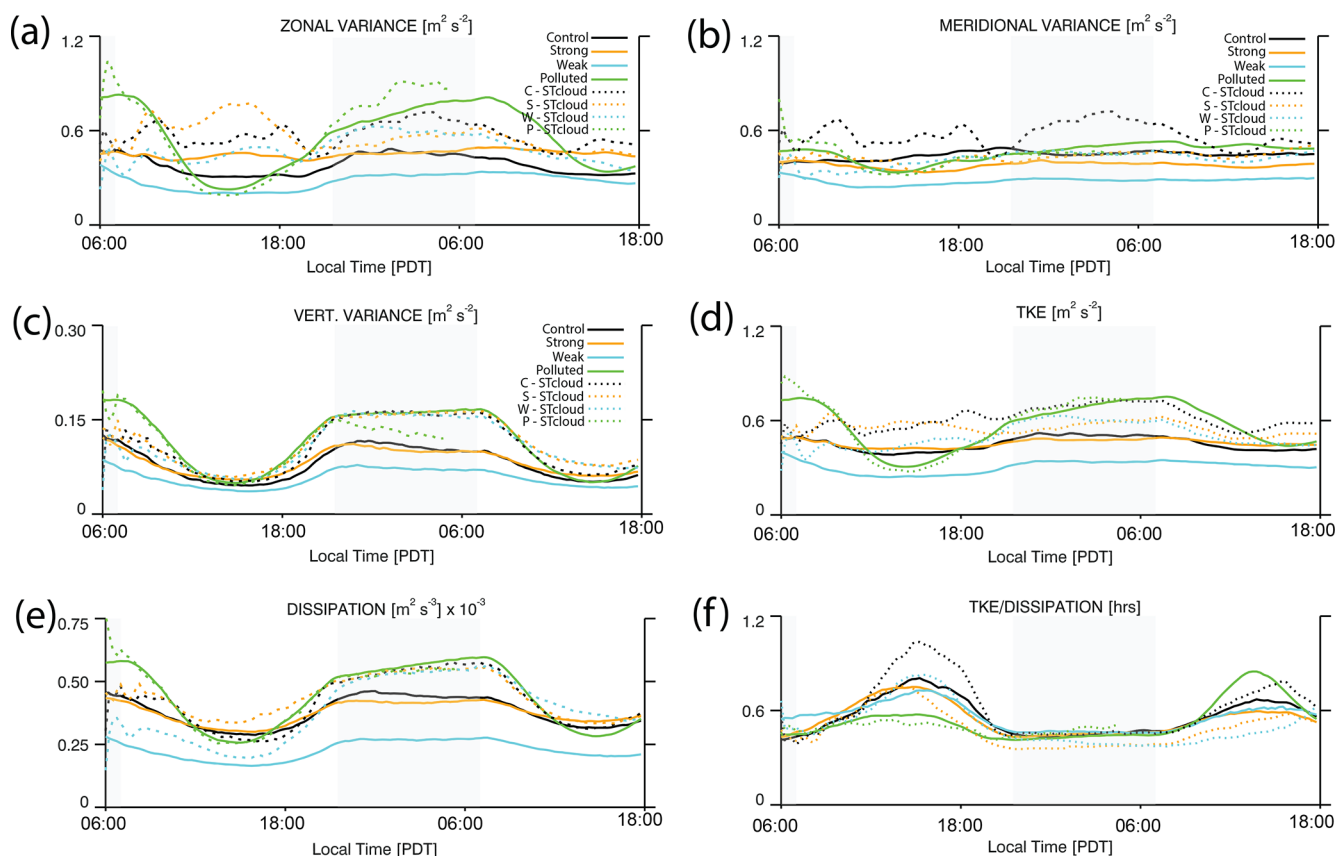 (a)
ZONAL VARIANCE [m² s⁻²]
1.2
0.6
0
Control
Strong
Weak
Polluted
C - STcloud
S - STcloud
W - STcloud
P - STcloud
06:00 18:00 06:00 18:00
Local Time [PDT]
(b)
MERIDIONAL VARIANCE [m² s⁻²]
1.2
0.6
0
Control
Strong
Weak
Polluted
C - STcloud
S - STcloud
W - STcloud
P - STcloud
06:00 18:00 06:00 18:00
Local Time [PDT]
(c)
VERT. VARIANCE [m² s⁻²]
0.30
0.15
0
Control
Strong
Weak
Polluted
C - STcloud
S - STcloud
W - STcloud
P - STcloud
06:00 18:00 06:00 18:00
Local Time [PDT]
(d)
TKE [m² s⁻²]
1.2
0.6
0
06:00 18:00 06:00 18:00
Local Time [PDT]
(e)
DISSIPATION [m² s⁻³] x 10⁻³
0.75
0.50
0.25
0
06:00 18:00 06:00 18:00
Local Time [PDT]
(f)
TKE/DISSIPATION [hrs]
1.2
0.6
0
06:00 18:00 06:00 18:00
Local Time [PDT]